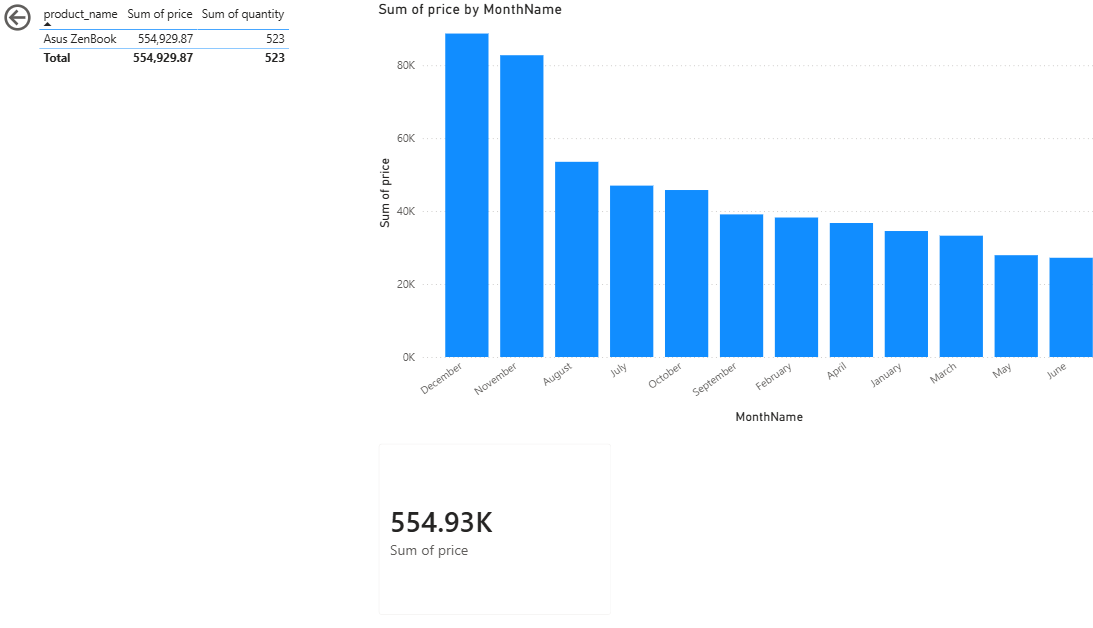 product_name Sum of price Sum of quantity
Asus ZenBook 554,929.87 523
Total 554,929.87 523
Sum of price by MonthName
Sum of price
80K
60K
40K
20K
0K
December November August July October September February April January March May June
MonthName
554.93K
Sum of price